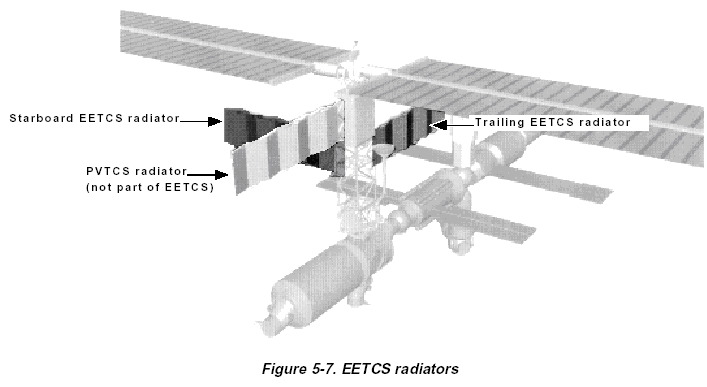 Starboard EETCS radiator
Trailing EETCS radiator
PVTCS radiator
(not part of EETCS)
Figure 5-7. EETCS radiators